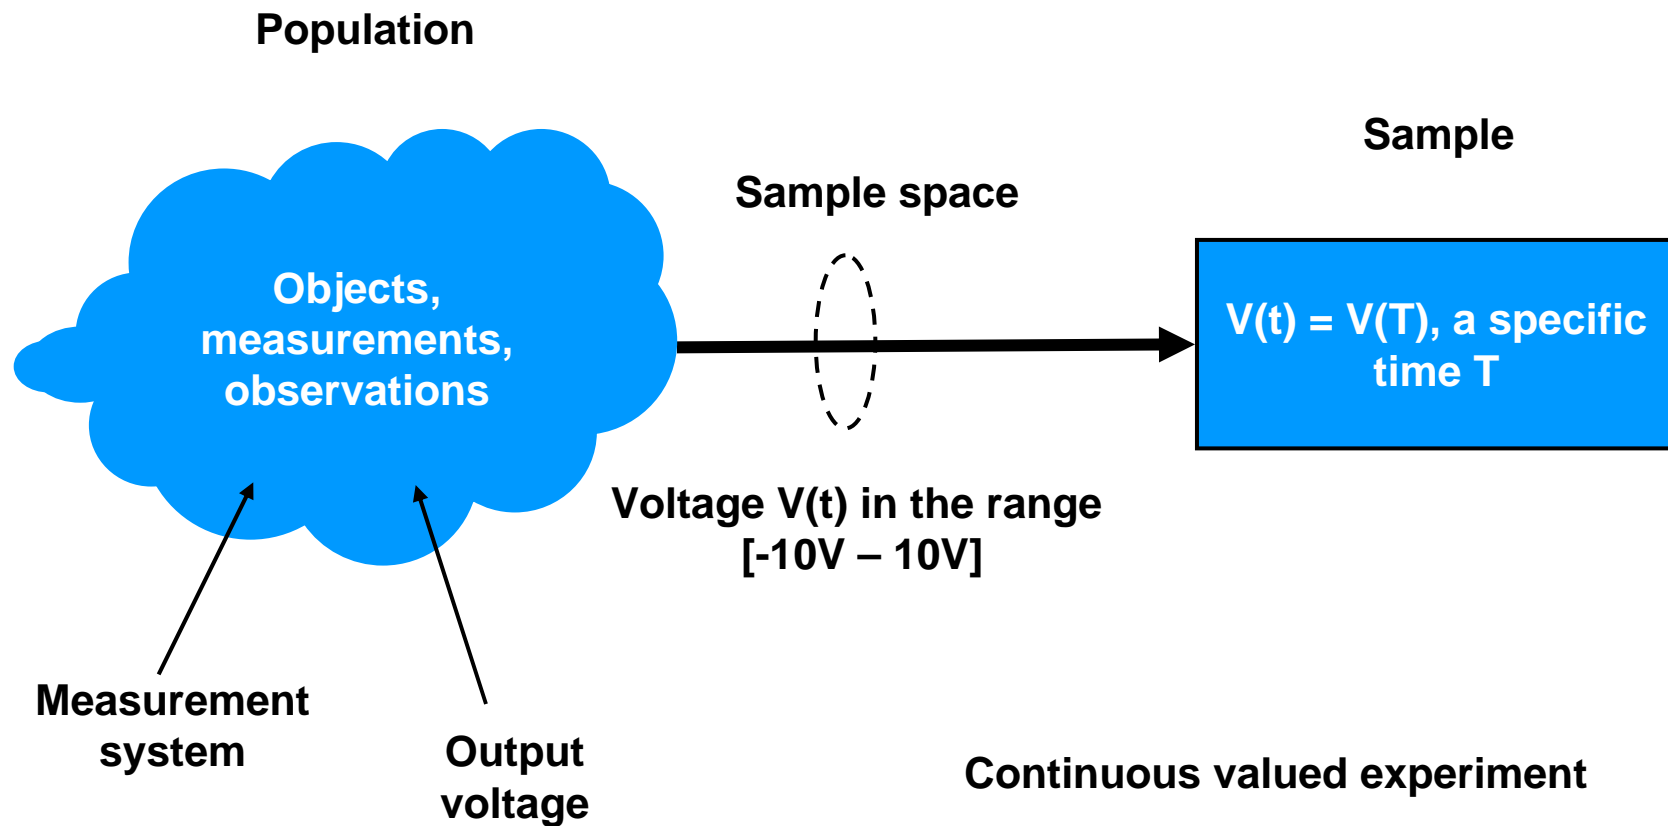 Population
Sample
Sample space
Objects,
measurements,
observations
V(t) = V(T), a specific
time T
Voltage V(t) in the range
[-10V – 10V]
Measurement
system
Output
voltage
Continuous valued experiment